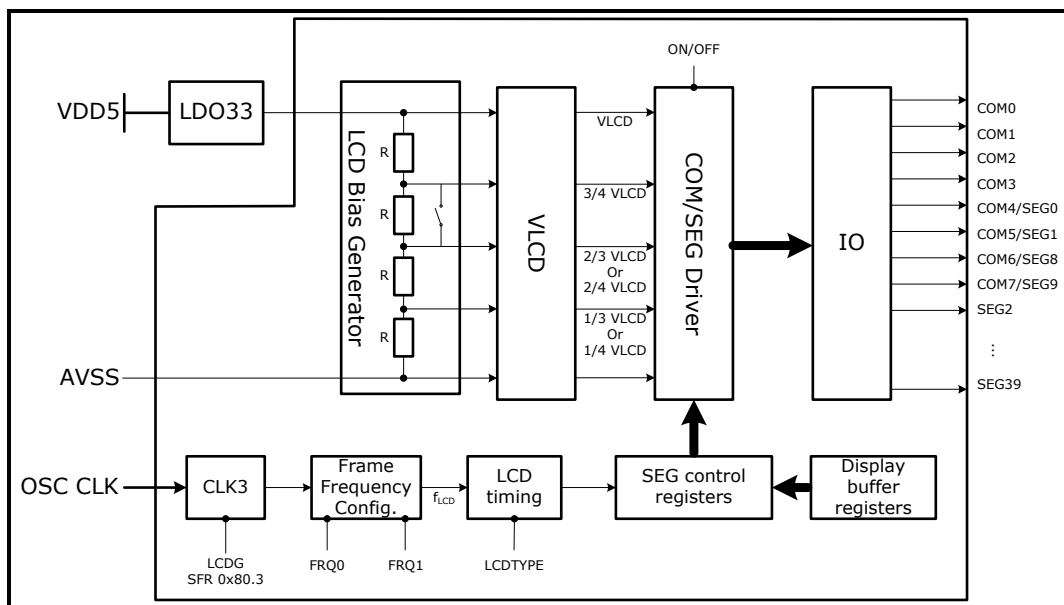 ON/OFF
VDD5
LDO33
LCD Bias Generator
R
R
R
R
VLCD
VLCD
3/4 VLCD
2/3 VLCD
Or
2/4 VLCD
1/3 VLCD
Or
1/4 VLCD
COM/SEG Driver
IO
COM0
COM1
COM2
COM3
COM4/SEG0
COM5/SEG1
COM6/SEG8
COM7/SEG9
SEG2
...
SEG39
AVSS
OSC CLK
CLK3
Frame
Frequency
Config.
fLCD
LCD
timing
SEG control
registers
Display
buffer
registers
LCDG
SFR 0x80.3
FRQ0
FRQ1
LCDTYPE